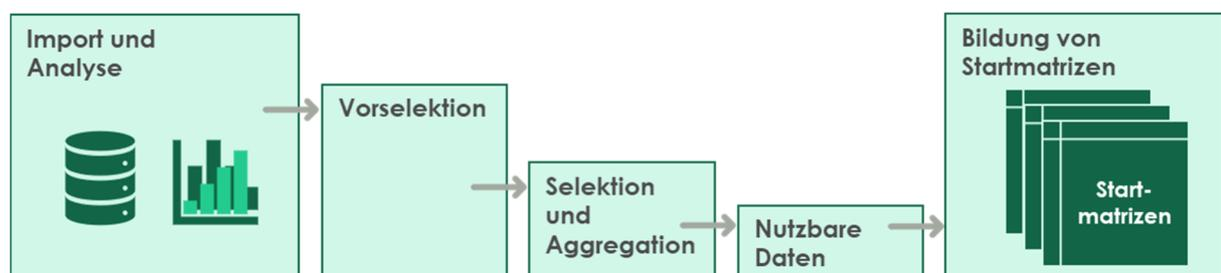 Import und
Analyse
Vorselektion
Selektion
und
Aggregation
Nutzbare
Daten
Bildung von
Startmatrizen
Start-
matrizen